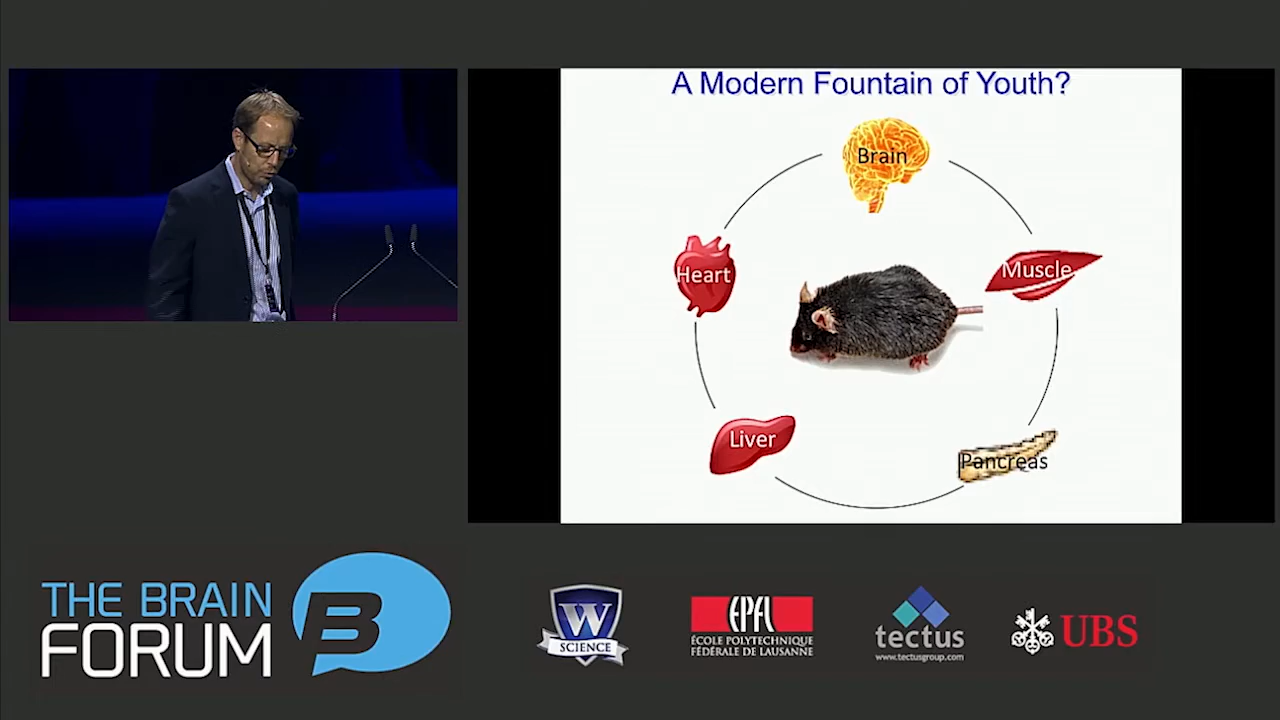 A Modern Fountain of Youth?
Brain
Heart
Muscle
Liver
Pancreas
THE BRAIN
FORUM
B
W
SCIENCE
EPFL
ÉCOLE POLYTECHNIQUE
FÉDÉRALE DE LAUSANNE
tectus
www.tectusgroup.com
UBS